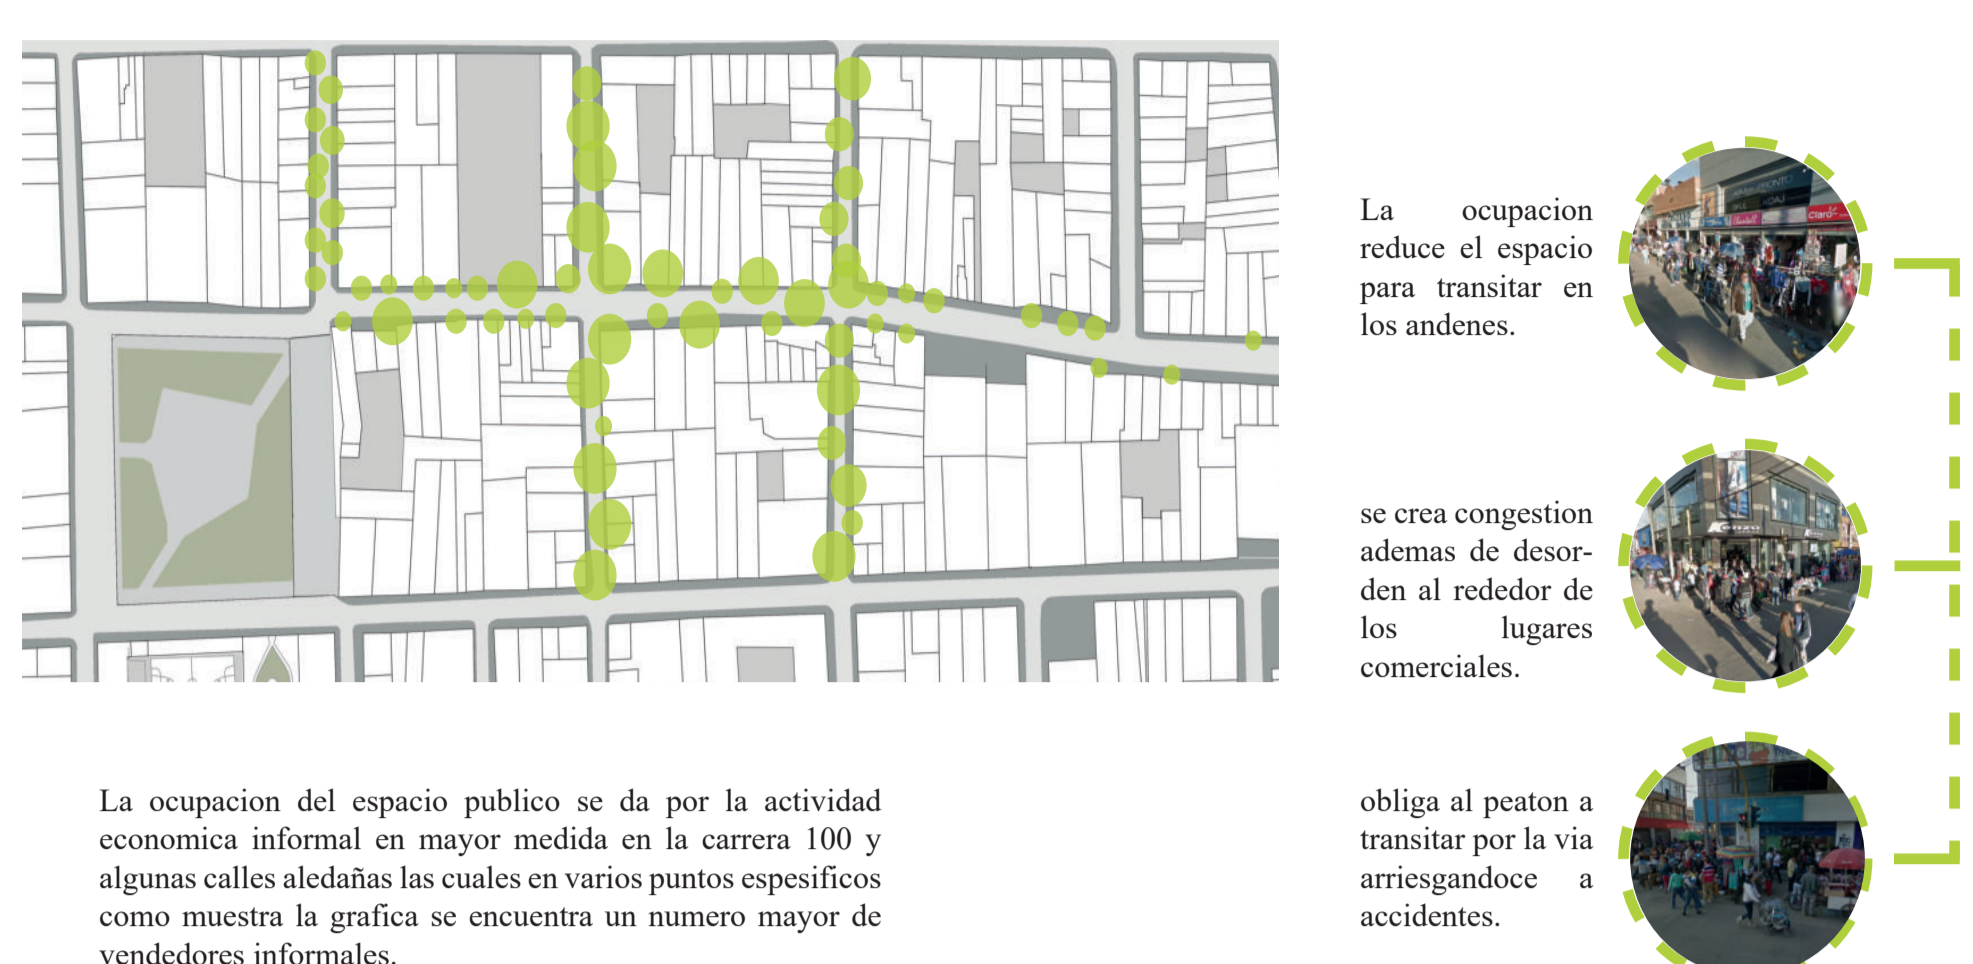 La ocupacion
reduce el espacio
para transitar en
los andenes.
se crea congestion
ademas de desor-
den al rededor de
los lugares
comerciales.
obliga al peaton a
transitar por la via
arriesgandoce a
accidentes.
La ocupacion del espacio publico se da por la actividad
economica informal en mayor medida en la carrera 100 y
algunas calles aledañas las cuales en varios puntos espesificos
como muestra la grafica se encuentra un numero mayor de
vendedores informales.
PRONTO
Claro